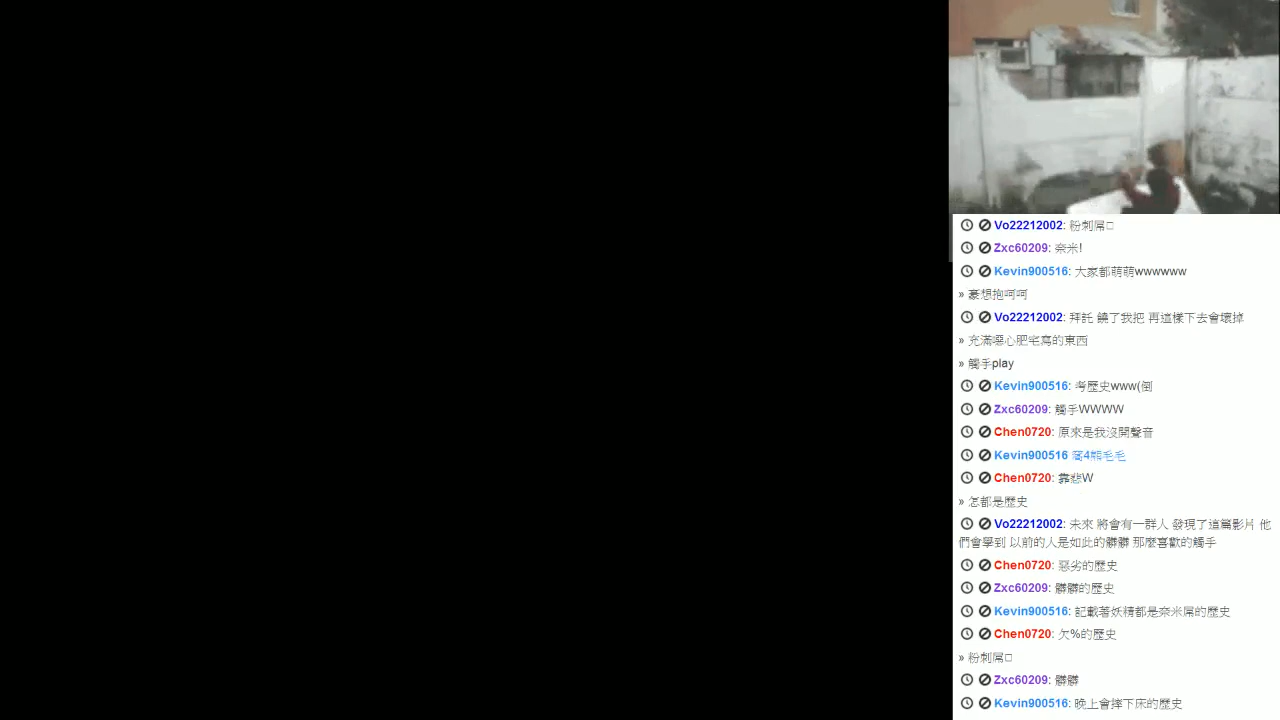 Vo22212002: 粉刺屌□
Zxc60209: 奈米!
Kevin900516: 大家都萌萌wwwwww
» 豪想抱呵呵
Vo22212002: 拜託 饒了我把 再這樣下去會壞掉
» 充滿噁心肥宅寫的東西
» 觸手play
Kevin900516: 考歷史www(倒
Zxc60209: 觸手WWWW
Chen0720: 原來是我沒開聲音
Kevin900516 蓿4熊毛毛
Chen0720: 靠悲W
» 怎都是歷史
Vo22212002: 未來 將會有一群人 發現了這篇影片 他
們會學到 以前的人是如此的髒髒 那麼喜歡的觸手
Chen0720: 惡劣的歷史
Zxc60209: 髒髒的歷史
Kevin900516: 記載著妖精都是奈米屌的歷史
Chen0720: 欠%的歷史
» 粉刺屌□
Zxc60209: 髒髒
Kevin900516: 晚上會摔下床的歷史